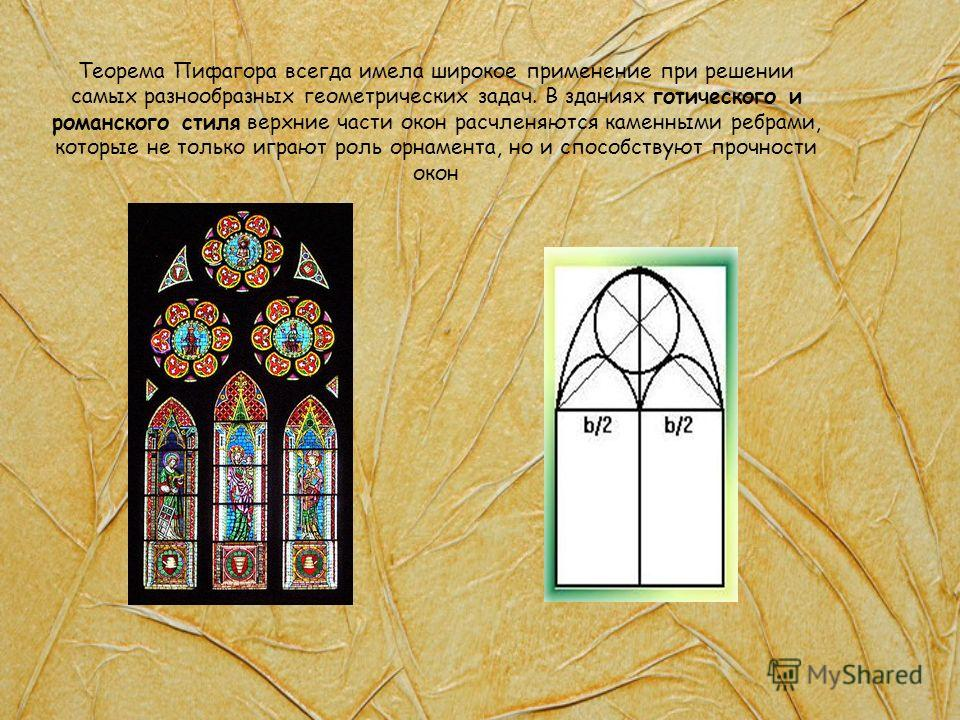 Теорема Пифагора всегда имела широкое применение при решении
самых разнообразных геометрических задач. В зданиях готического и
романского стиля верхние части окон расчленяются каменными ребрами,
которые не только играют роль орнамента, но и способствуют прочности
окон
b/2 b/2
MyShared